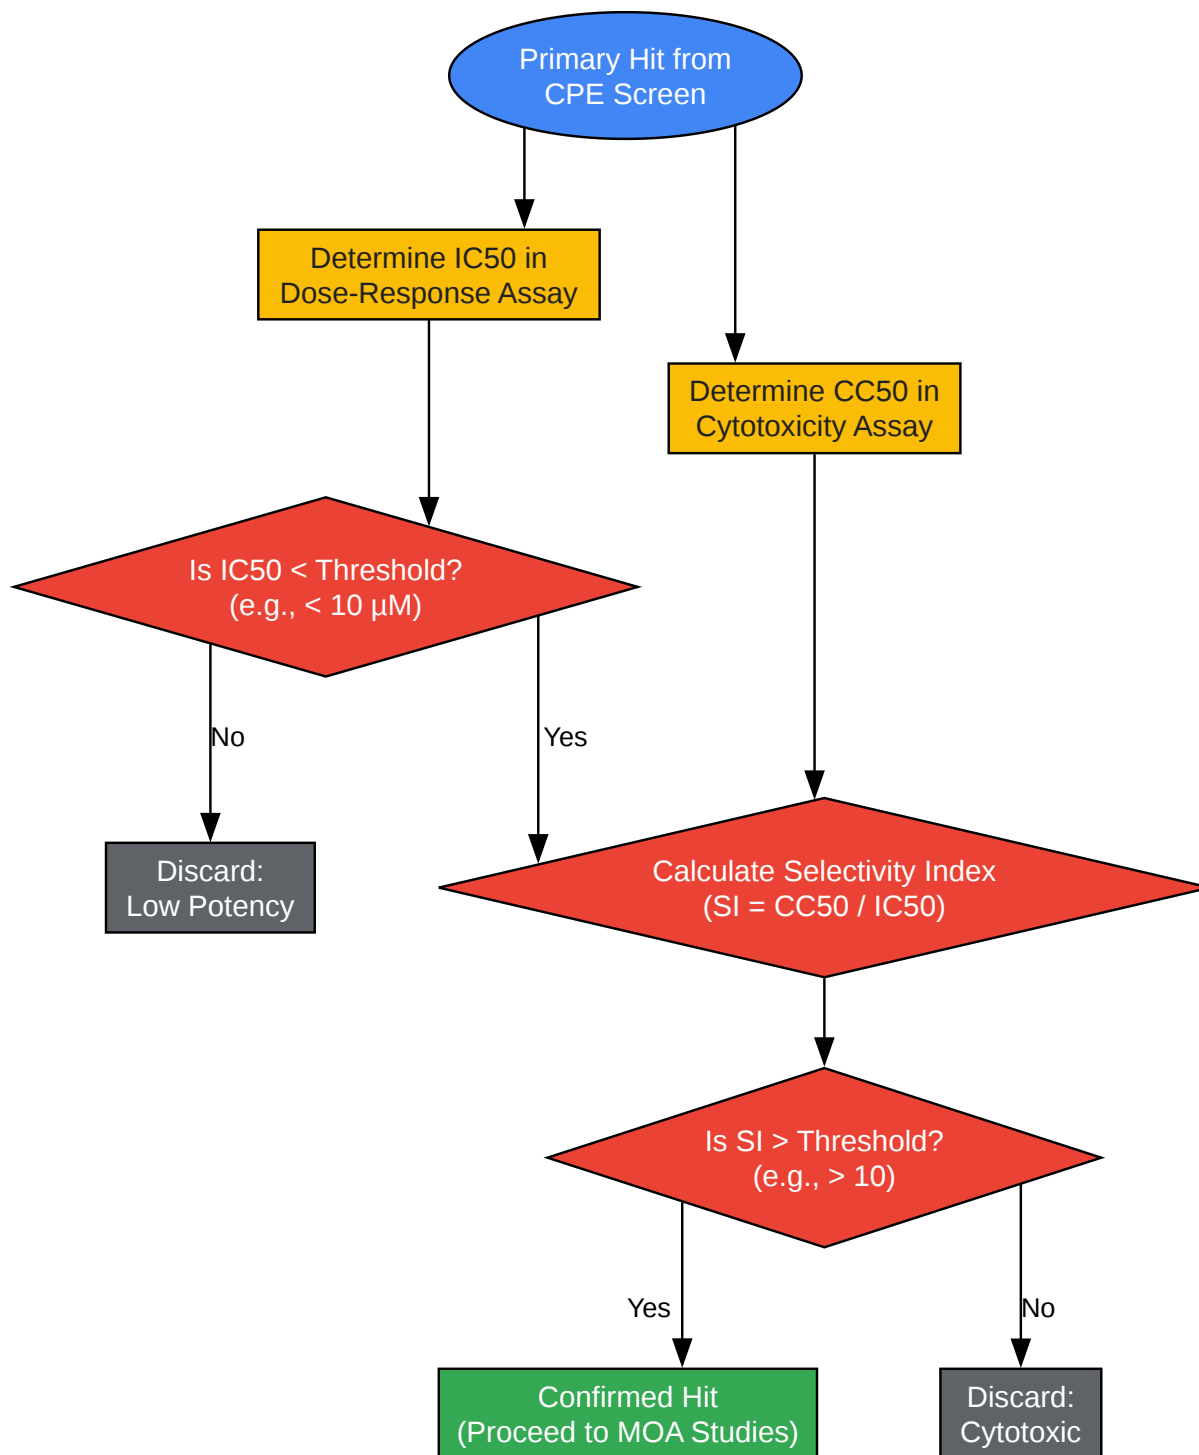 Primary Hit from
CPE Screen
Determine IC50 in
Dose-Response Assay
Determine CC50 in
Cytotoxicity Assay
Is IC50 < Threshold?
(e.g., < 10 µM)
No
Yes
Discard:
Low Potency
Calculate Selectivity Index
(SI = CC50 / IC50)
Is SI > Threshold?
(e.g., > 10)
Yes
No
Confirmed Hit
(Proceed to MOA Studies)
Discard:
Cytotoxic